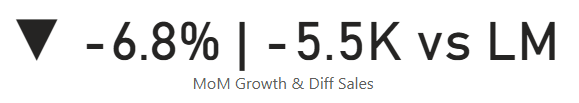 ▼ -6.8% | -5.5K vs LM
MoM Growth & Diff Sales